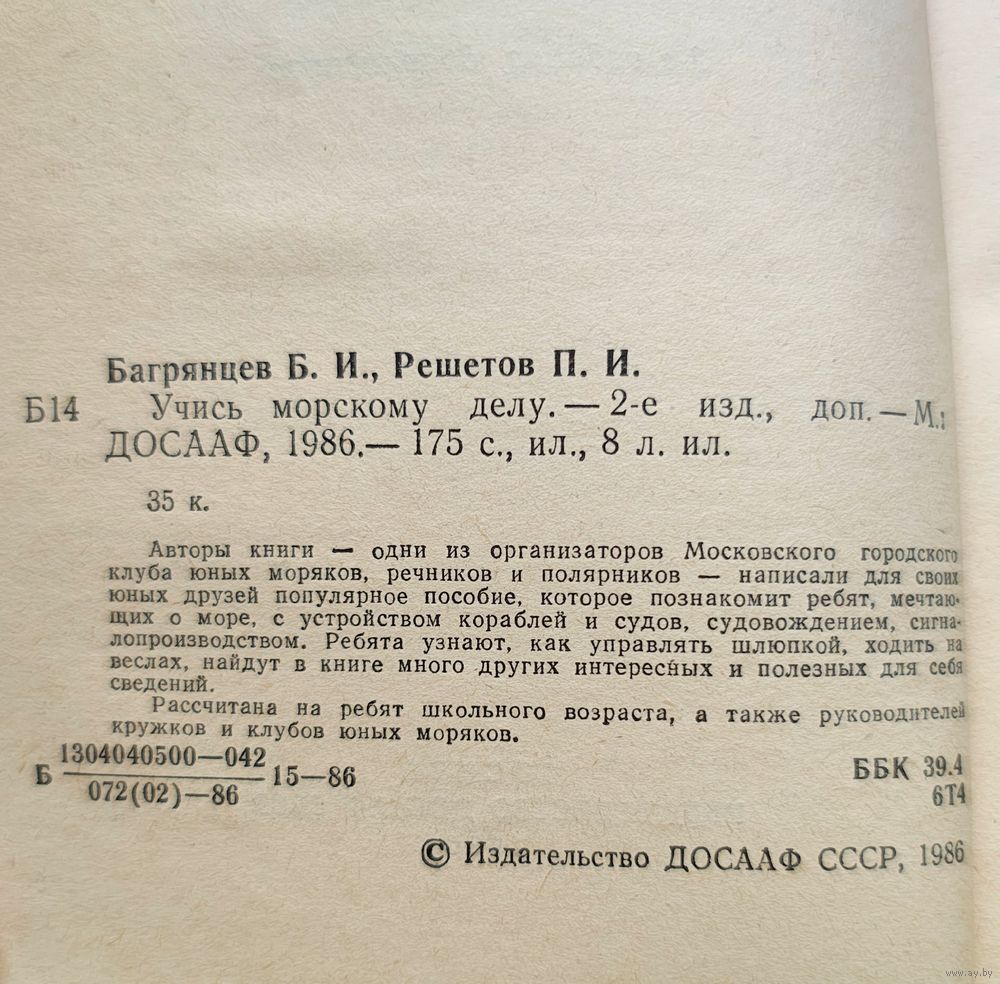 Багрянцев Б. И., Решетов П. И.
Б14 Учись морскому делу. — 2-е изд., доп. — М.:
ДОСААФ, 1986.— 175 с., ил., 8 л. ил.
35 к.
Авторы книги — одни из организаторов Московского городского
клуба юных моряков, речников и полярников — написали для своих
юных друзей популярное пособие, которое познакомит ребят, мечтаю-
щих о море, с устройством кораблей и судов, судовождением, сигна-
лопроизводством. Ребята узнают, как управлять шлюпкой, ходить на
веслах, найдут в книге много других интересных и полезных для себя
сведений.
Рассчитана на ребят школьного возраста, а также руководителей
кружков и клубов юных моряков.
Б 1304040500—042 15—86
072(02)—86
ББК 39.4
6Т4
© Издательство ДОСААФ СССР, 1986
www.ay.by